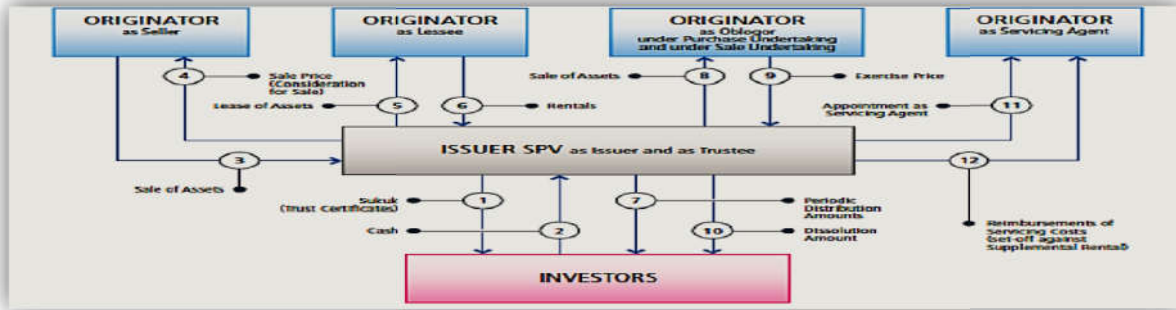 ORIGINATOR
as Seller
ORIGINATOR
as Lessee
ORIGINATOR
as Obligor
under Purchase Undertaking
and under Sale Undertaking
ORIGINATOR
as Servicing Agent
4
Sale Price
(Consideration
for Sale)
Lease of Assets
5
6
Rentals
Sale of Assets
8
9
Exercise Price
Appointment as
Servicing Agent
11
ISSUER SPV as Issuer and as Trustee
3
Sale of Assets
12
Sukuk
(Trust Certificates)
1
Cash
2
7
Periodic
Distribution
Amounts
10
Dissolution
Amount
Reimbursements of
Servicing Costs
(set-off against
Supplemental Rental)
INVESTORS